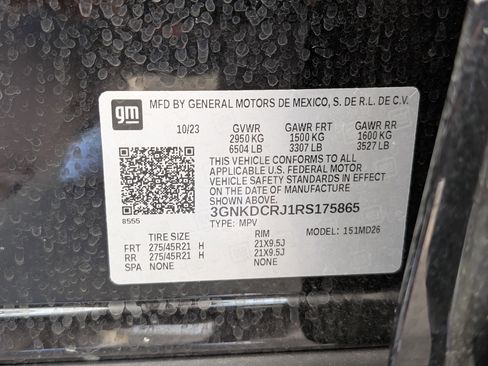 gm
MFD BY GENERAL MOTORS DE MEXICO, S. DE R.L. DE C.V.
10/23 GVWR GAWR FRT GAWR RR
2950 KG 1500 KG 1600 KG
6504 LB 3307 LB 3527 LB
THIS VEHICLE CONFORMS TO ALL
APPLICABLE U.S. FEDERAL MOTOR
VEHICLE SAFETY STANDARDS IN EFFECT
ON THE DATE OF MANUFACTURE SHOWN ABOVE.
3GNKDCRJ1RS175865
8555 TYPE: MPV MODEL: 151MD26
TIRE SIZE RIM
FRT 275/45R21 H 21X9.5J
RR 275/45R21 H 21X9.5J
SPA NONE NONE